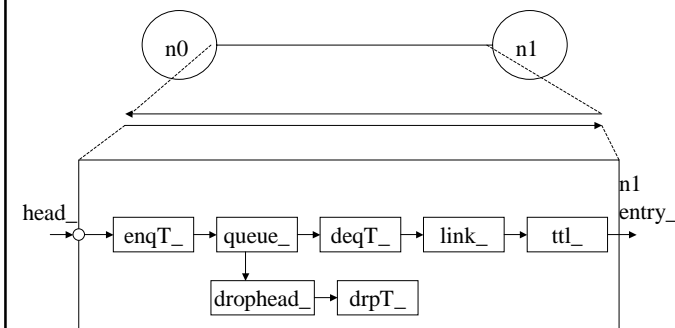 n0
n1
n1
head_
entry_
enqT_
queue_
deqT_
link_
ttl_
drophead_
drpT_